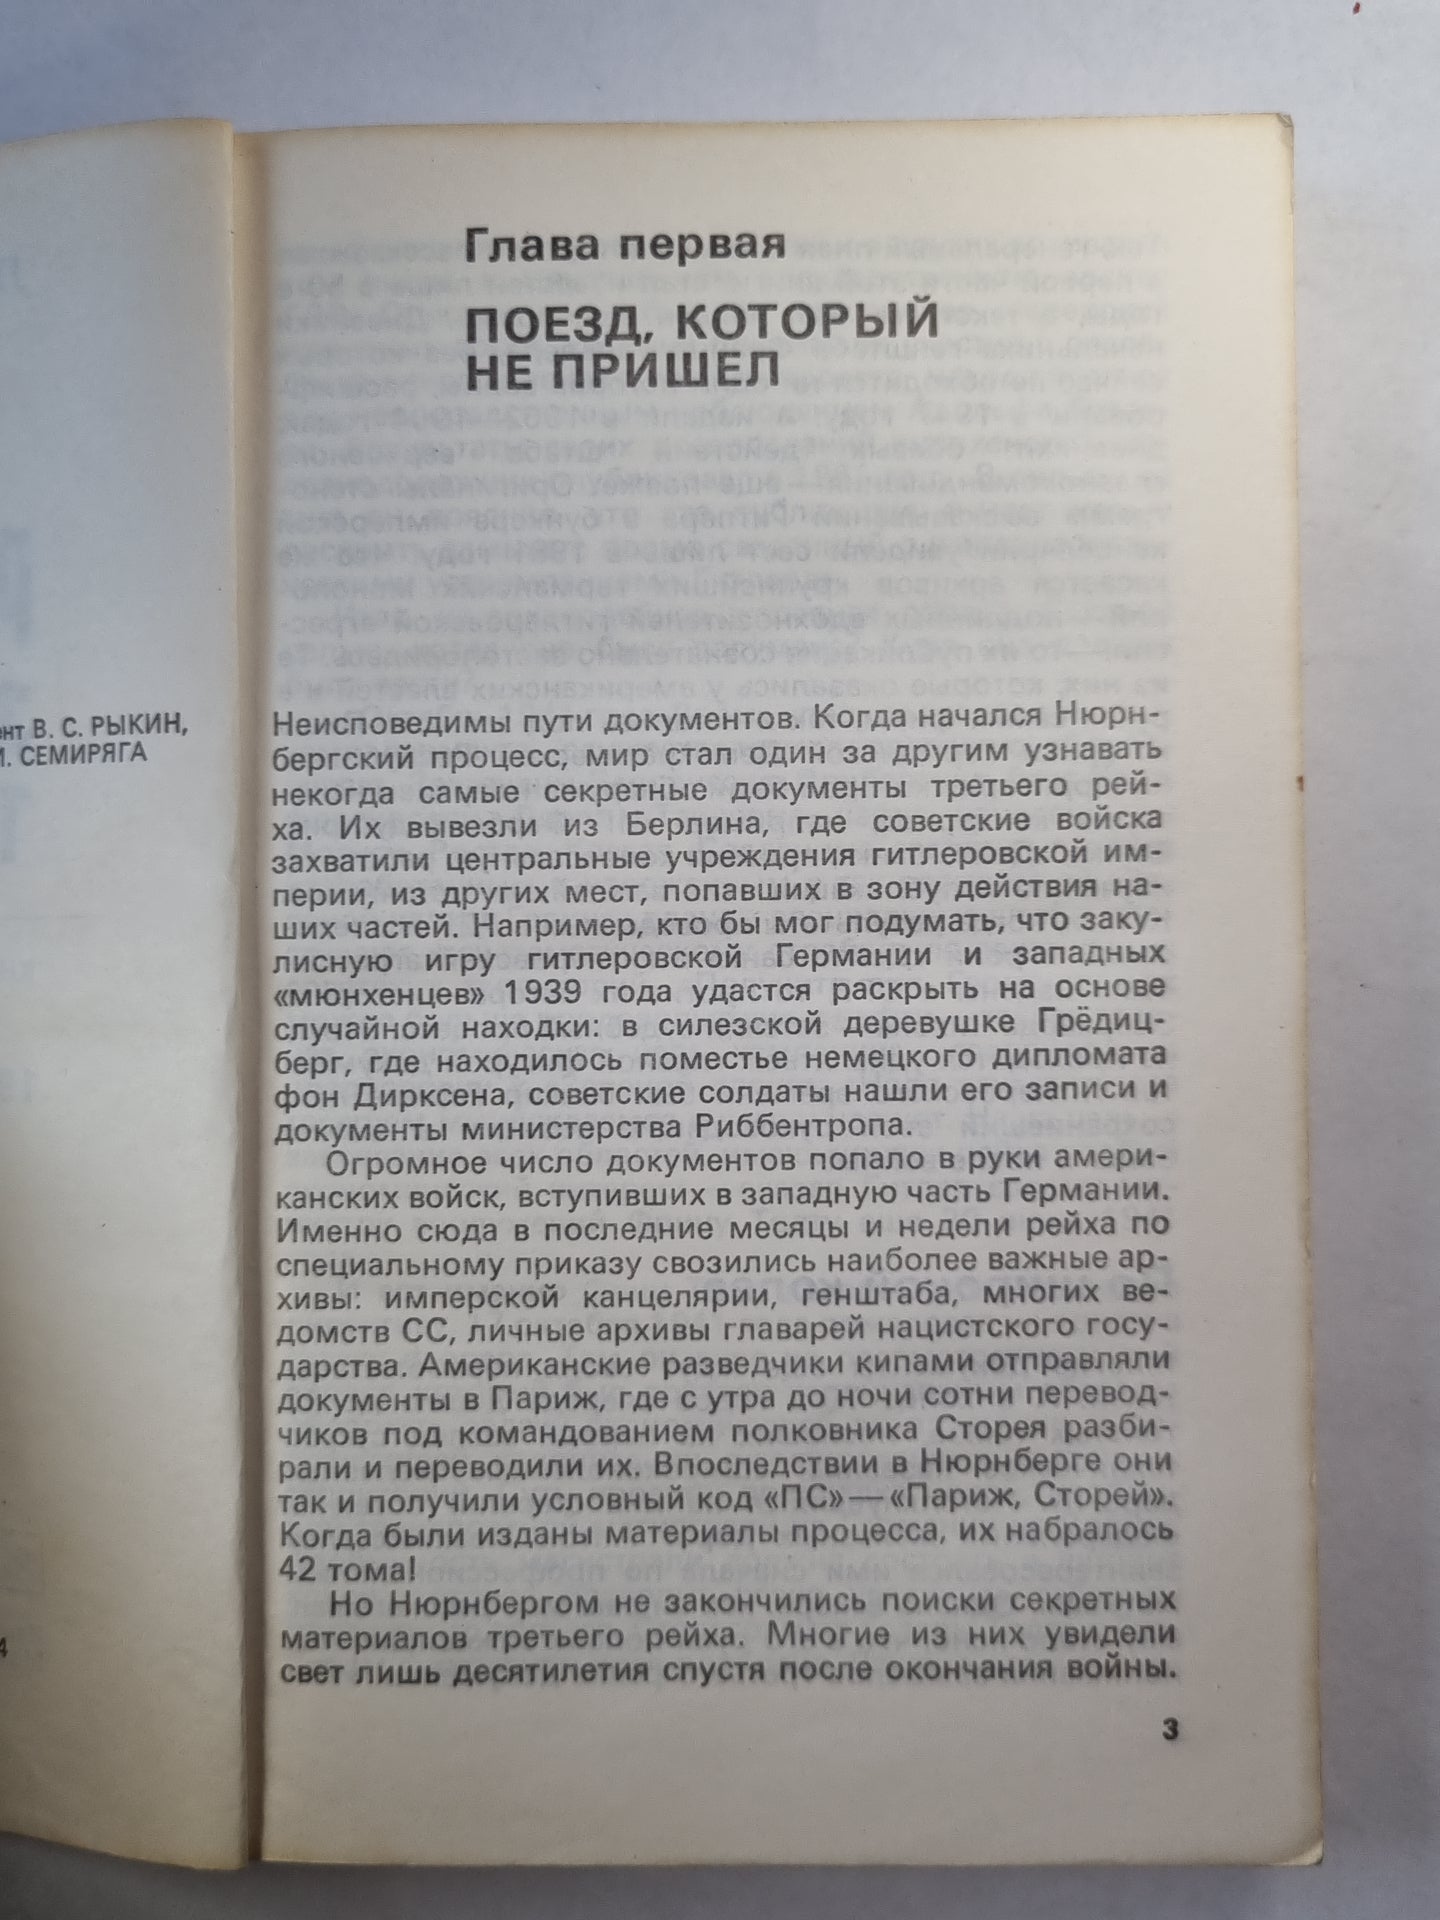 ент В. С. РЫКИН,
И. СЕМИРЯГА
Глава первая
ПОЕЗД, КОТОРЫЙ
НЕ ПРИШЕЛ
Неисповедимы пути документов. Когда начался Нюрн-
бергский процесс, мир стал один за другим узнавать
некогда самые секретные документы третьего рей-
ха. Их вывезли из Берлина, где советские войска
захватили центральные учреждения гитлеровской им-
перии, из других мест, попавших в зону действия на-
ших частей. Например, кто бы мог подумать, что заку-
лисную игру гитлеровской Германии и западных
«мюнхенцев» 1939 года удастся раскрыть на основе
случайной находки: в силезской деревушке Грёдиц-
берг, где находилось поместье немецкого дипломата
фон Дирксена, советские солдаты нашли его записи и
документы министерства Риббентропа.
Огромное число документов попало в руки амери-
канских войск, вступивших в западную часть Германии.
Именно сюда в последние месяцы и недели рейха по
специальному приказу свозились наиболее важные ар-
хивы: имперской канцелярии, генштаба, многих ве-
домств СС, личные архивы главарей нацистского госу-
дарства. Американские разведчики кипами отправляли
документы в Париж, где с утра до ночи сотни перевод-
чиков под командованием полковника Сторея разби-
рали и переводили их. Впоследствии в Нюрнберге они
так и получили условный код «ПС»—«Париж, Сторей».
Когда были изданы материалы процесса, их набралось
42 тома!
Но Нюрнбергом не закончились поиски секретных
материалов третьего рейха. Многие из них увидели
свет лишь десятилетия спустя после окончания войны.
3